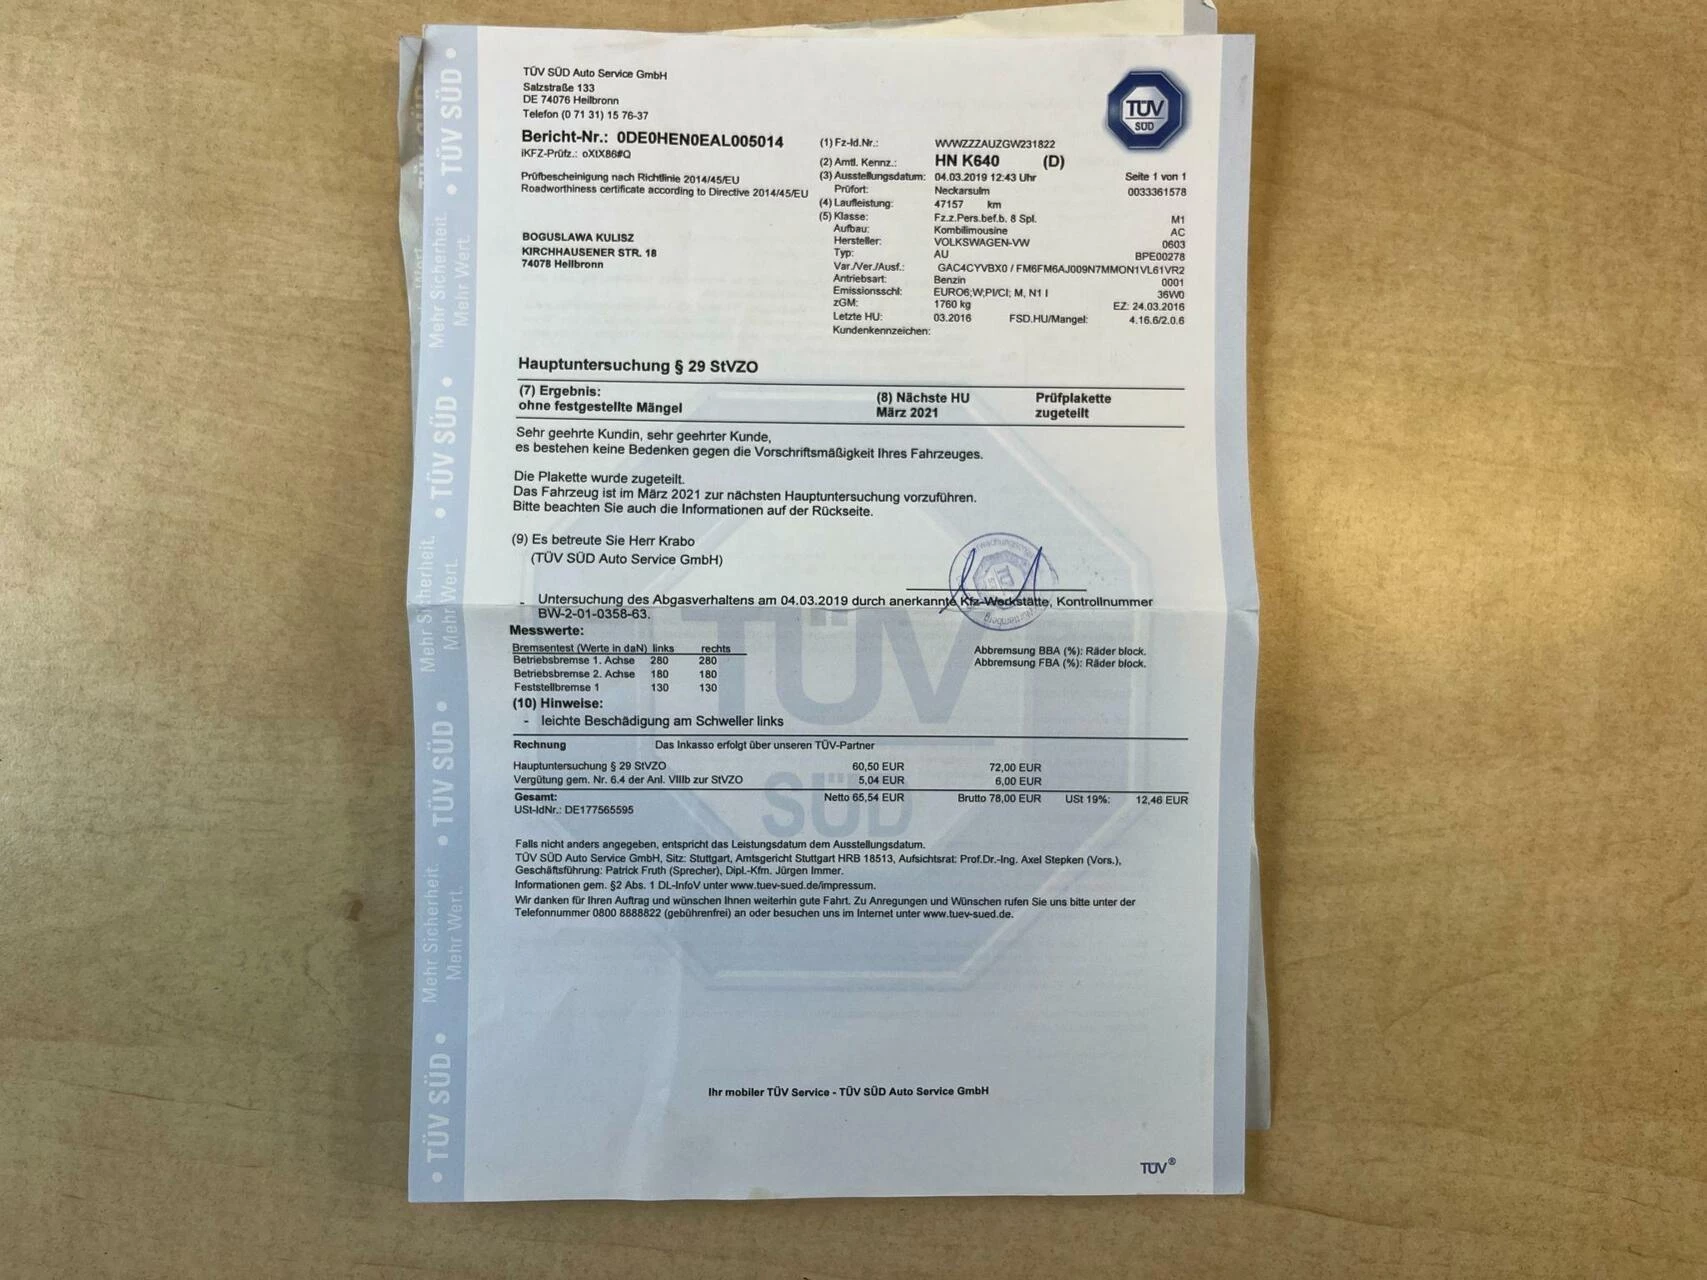 TÜV SÜD Auto Service GmbH
Salzstraße 133
DE 74076 Heilbronn
Telefon (0 71 31) 15 76-37
Bericht-Nr.: 0DE0HEN0EAL005014
iKFZ-Prüfz.: oXtX86#Q
Prüfbescheinigung nach Richtlinie 2014/45/EU
Roadworthiness certificate according to Directive 2014/45/EU
BOGUSLAWA KULISZ
KIRCHHAUSENER STR. 18
74078 Heilbronn
TÜV
SÜD
(1) Fz-Id.Nr.: WVWZZZAUZGW231822
(2) Amtl. Kennz.: HN K640 (D)
(3) Ausstellungsdatum: 04.03.2019 12:43 Uhr Seite 1 von 1
Prüfort: Neckarsulm 0033361578
(4) Laufleistung: 47157 km
(5) Klasse: Fz.z.Pers.bef.b. 8 Spl. M1
Aufbau: Kombilimousine AC
Hersteller: VOLKSWAGEN-VW 0603
Typ: AU BPE00278
Var./Ver./Ausf.: GAC4CYVBX0 / FM6FM6AJ009N7MMON1VL61VR2
Antriebsart: Benzin 0001
Emissionsschl: EURO6;W;PI/CI; M, N1 I 36W0
zGM: 1760 kg EZ: 24.03.2016
Letzte HU: 03.2016 FSD.HU/Mangel: 4.16.6/2.0.6
Kundenkennzeichen:
Hauptuntersuchung § 29 StVZO
(7) Ergebnis: (8) Nächste HU Prüfplakette
ohne festgestellte Mängel März 2021 zugeteilt
Sehr geehrte Kundin, sehr geehrter Kunde,
es bestehen keine Bedenken gegen die Vorschriftsmäßigkeit Ihres Fahrzeuges.
Die Plakette wurde zugeteilt.
Das Fahrzeug ist im März 2021 zur nächsten Hauptuntersuchung vorzuführen.
Bitte beachten Sie auch die Informationen auf der Rückseite.
(9) Es betreute Sie Herr Krabo
(TÜV SÜD Auto Service GmbH)
- Untersuchung des Abgasverhaltens am 04.03.2019 durch anerkannte Kfz-Werkstätte, Kontrollnummer
BW-2-01-0358-63.
Messwerte:
Bremsentest (Werte in daN) links rechts
Betriebsbremse 1. Achse 280 280 Abbremsung BBA (%): Räder block.
Betriebsbremse 2. Achse 180 180 Abbremsung FBA (%): Räder block.
Feststellbremse 1 130 130
(10) Hinweise:
- leichte Beschädigung am Schweller links
Rechnung Das Inkasso erfolgt über unseren TÜV-Partner
Hauptuntersuchung § 29 StVZO 60,50 EUR 72,00 EUR
Vergütung gem. Nr. 6.4 der Anl. VIIIb zur StVZO 5,04 EUR 6,00 EUR
Gesamt: Netto 65,54 EUR Brutto 78,00 EUR USt 19%: 12,46 EUR
USt-IdNr.: DE177565595
Falls nicht anders angegeben, entspricht das Leistungsdatum dem Ausstellungsdatum.
TÜV SÜD Auto Service GmbH, Sitz: Stuttgart, Amtsgericht Stuttgart HRB 18513, Aufsichtsrat: Prof.Dr.-Ing. Axel Stepken (Vors.),
Geschäftsführung: Patrick Fruth (Sprecher), Dipl.-Kfm. Jürgen Immer.
Informationen gem. §2 Abs. 1 DL-InfoV unter www.tuev-sued.de/impressum.
Wir danken für Ihren Auftrag und wünschen Ihnen weiterhin gute Fahrt. Zu Anregungen und Wünschen rufen Sie uns bitte unter der
Telefonnummer 0800 8888822 (gebührenfrei) an oder besuchen uns im Internet unter www.tuev-sued.de.
Ihr mobiler TÜV Service - TÜV SÜD Auto Service GmbH
TÜV®
TÜV
SÜD
• TÜV SÜD • Mehr Sicherheit. Mehr Wert. • TÜV SÜD • Mehr Sicherheit. Mehr Wert. • TÜV SÜD • Mehr Sicherheit. Mehr Wert. • TÜV SÜD •